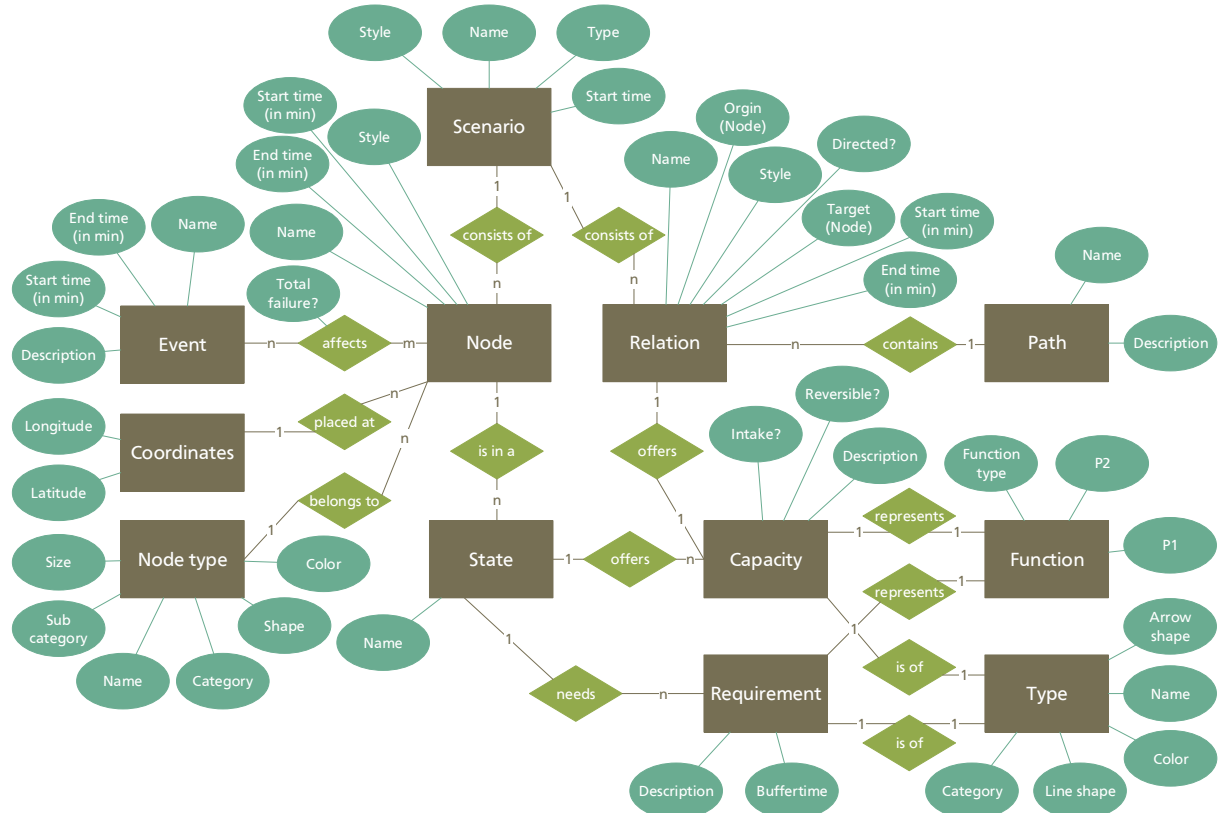 Style
Name
Type
Start time
(in min)
Style
Scenario
Start time
Orgin
(Node)
Directed?
End time
(in min)
Name
Style
1
1
End time
(in min)
Name
Name
consists of
consists of
Target
(Node)
Start time
(in min)
Name
Start time
(in min)
Total
failure?
n
n
End time
(in min)
Description
Event
n
affects
m
Node
Relation
n
contains
1
Path
Description
Longitude
Coordinates
1
placed at
n
1
1
Reversible?
n
Intake?
is in a
offers
Description
Function
type
P2
Latitude
belongs to
n
1
represents
1
1
1
Size
Node type
Color
State
1
offers
n
Capacity
Function
P1
represents
1
Sub
category
Shape
Name
1
1
Arrow
shape
Name
Category
needs
n
Requirement
is of
1
Type
Name
1
1
is of
Color
Description
Buffertime
Category
Line shape